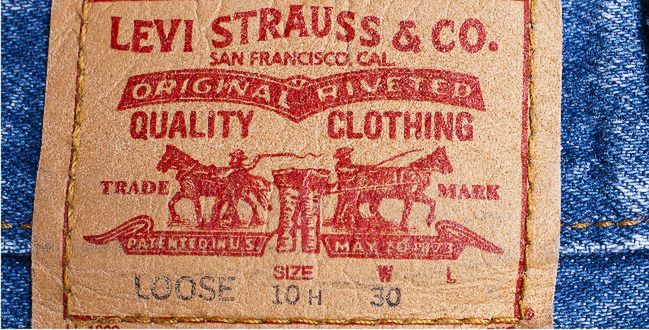 LEVI STRAUSS & CO.
SAN FRANCISCO, CAL.
ORIGINAL RIVETED
QUALITY CLOTHING
TRADE MARK
PATENTED IN U.S. MAY 20 1873
SIZE W L
LOOSE 10 H 30
®